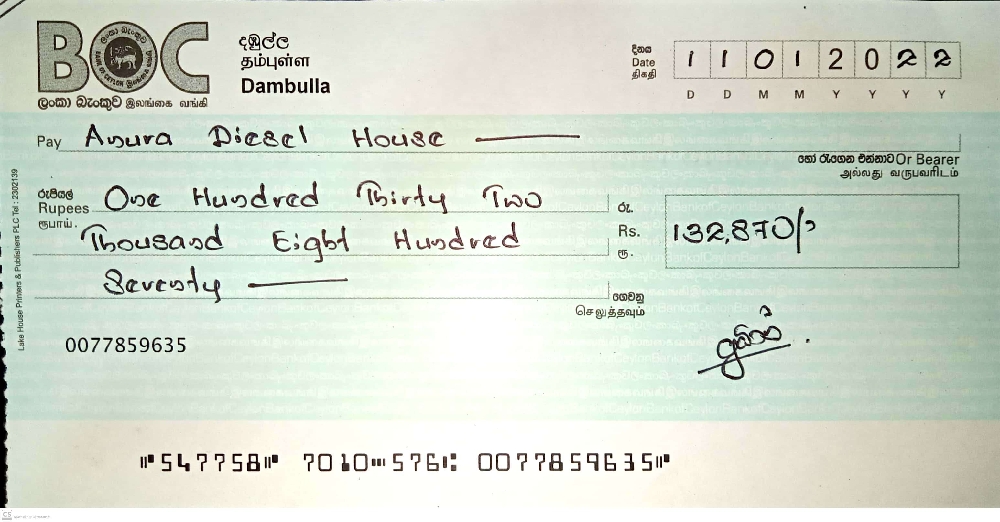 BOC
ලංකා බැංකුව இலங்கை வங்கி
දඹුල්ල
தம்புள்ள
Dambulla
දිනය
Date
திகதி
1 1 0 1 2 0 2 2
D D M M Y Y Y Y
Pay Anura Diesel House
හෝ රැගෙන එන්නාට Or Bearer
அல்லது வருபவரிடம்
රුපියල්
Rupees
ரூபாய்.
One Hundred Thirty Two
Thousand Eight Hundred
Seventy
රු.
Rs.
ரூ.
132,870/
ගෙවනු
செலுத்தவும்
0077859635
Lake House Printers & Publishers PLC Tel : 2302139
⑈547758⑈ 7010⑉576⑆ 0077859635⑈
CS